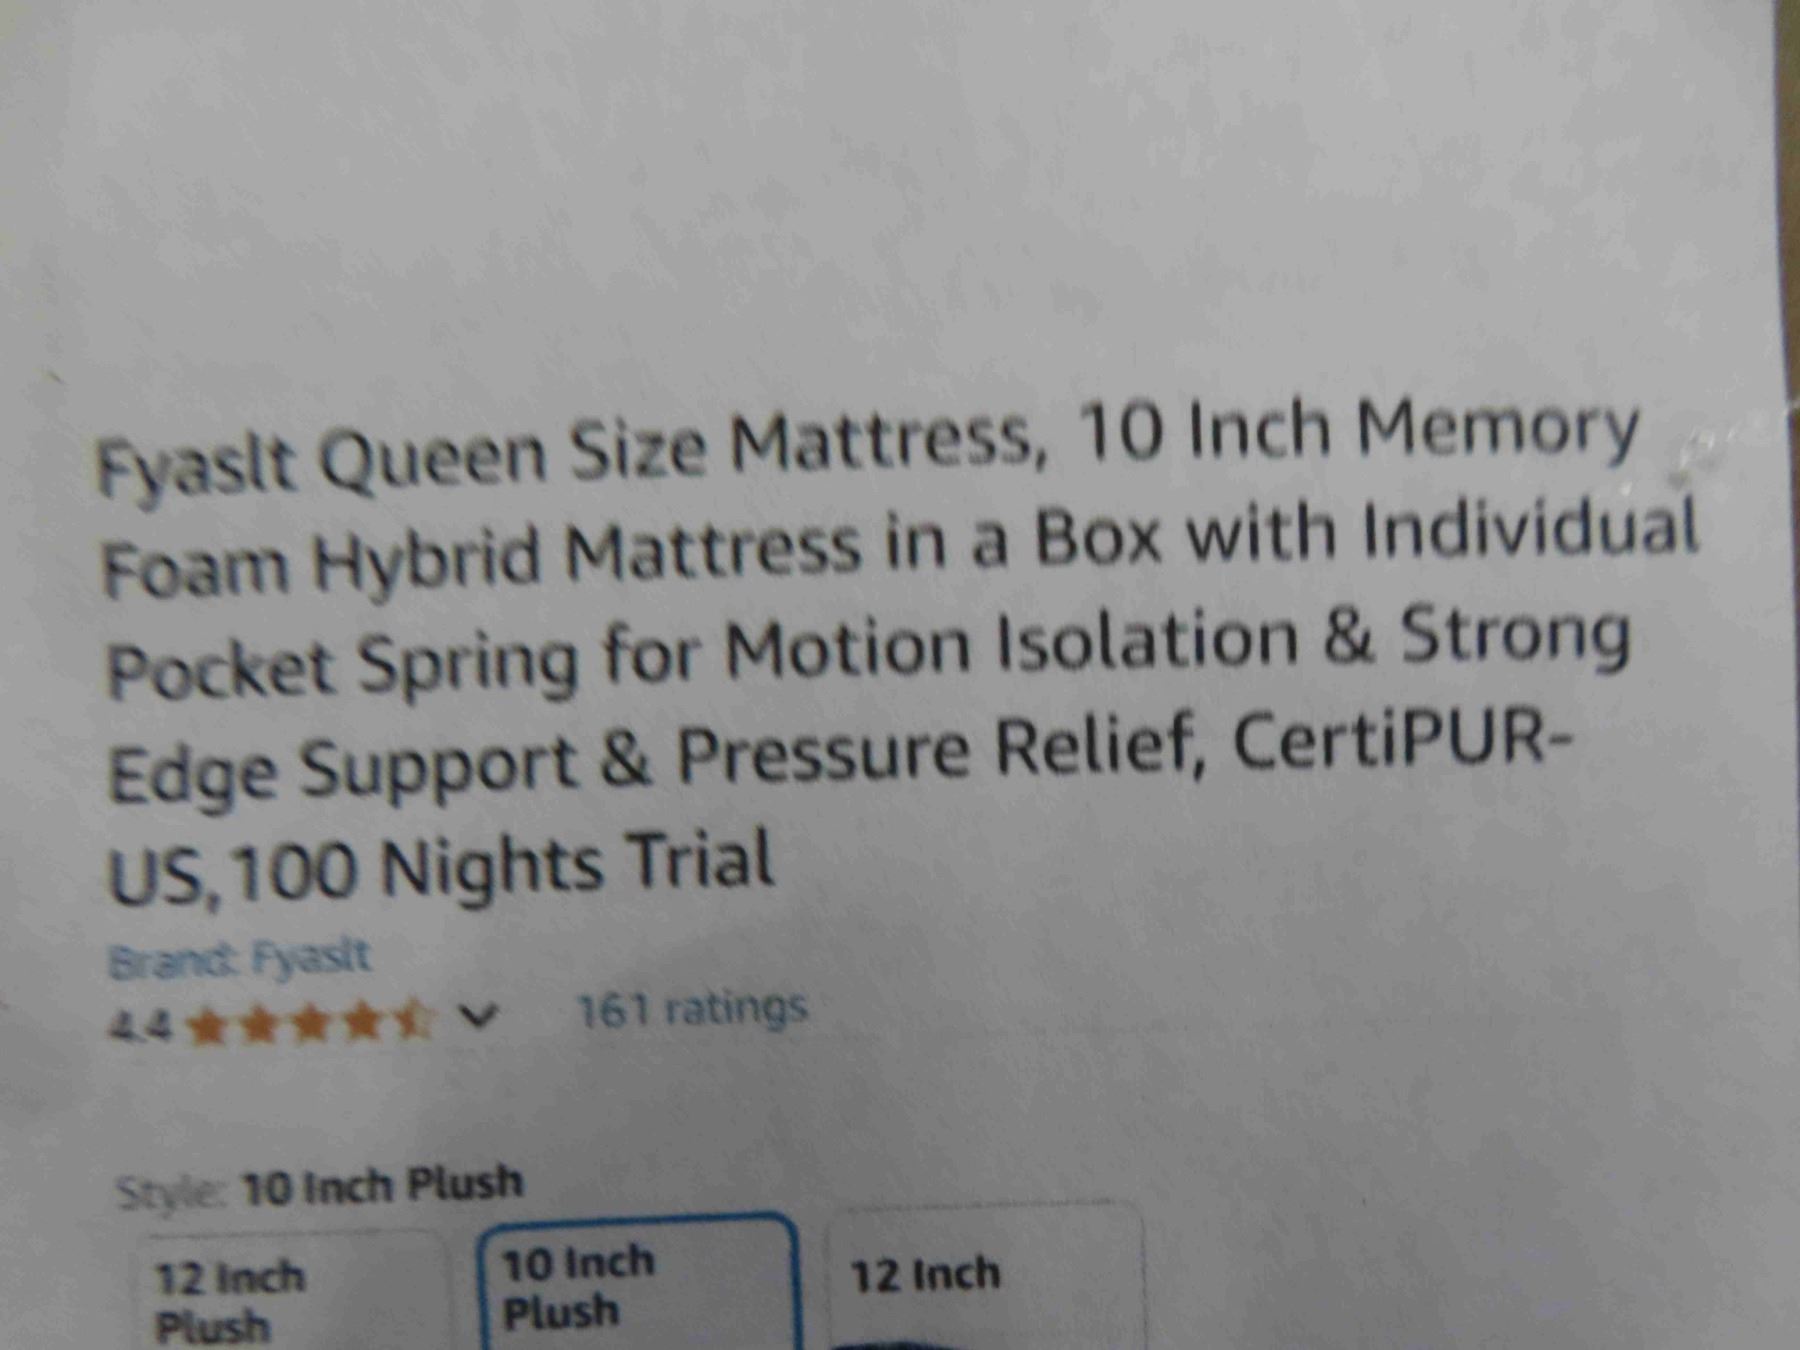 Fyaslt Queen Size Mattress, 10 Inch Memory
Foam Hybrid Mattress in a Box with Individual
Pocket Spring for Motion Isolation & Strong
Edge Support & Pressure Relief, CertiPUR-
US,100 Nights Trial
Brand: Fyaslt
4.4 161 ratings
Style: 10 Inch Plush
12 Inch Plush
10 Inch Plush
12 Inch